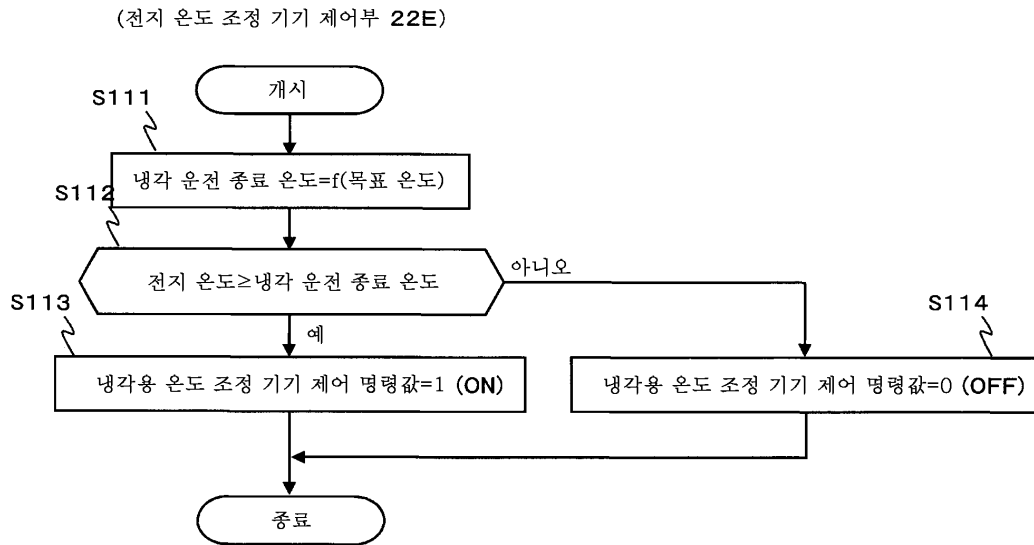 (전지 온도 조정 기기 제어부 22E)
개시
S111
냉각 운전 종료 온도=f(목표 온도)
S112
전지 온도≥냉각 운전 종료 온도
아니오
S113
예
S114
냉각용 온도 조정 기기 제어 명령값=1 (ON)
냉각용 온도 조정 기기 제어 명령값=0 (OFF)
종료